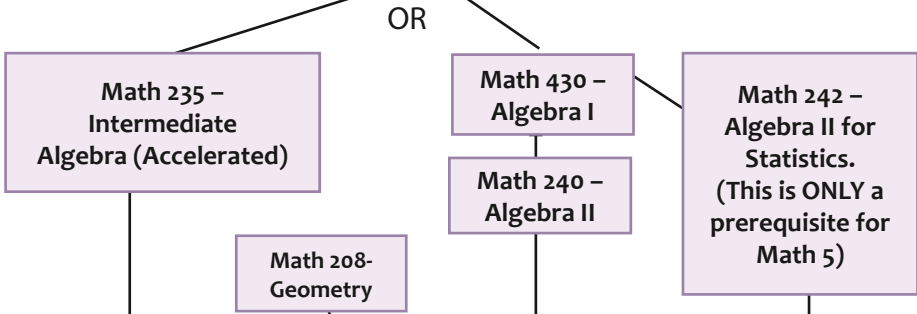 OR
Math 235 –
Intermediate
Algebra (Accelerated)
Math 430 –
Algebra I
Math 242 –
Algebra II for
Statistics.
(This is ONLY a
prerequisite for
Math 5)
Math 240 –
Algebra II
Math 208-
Geometry